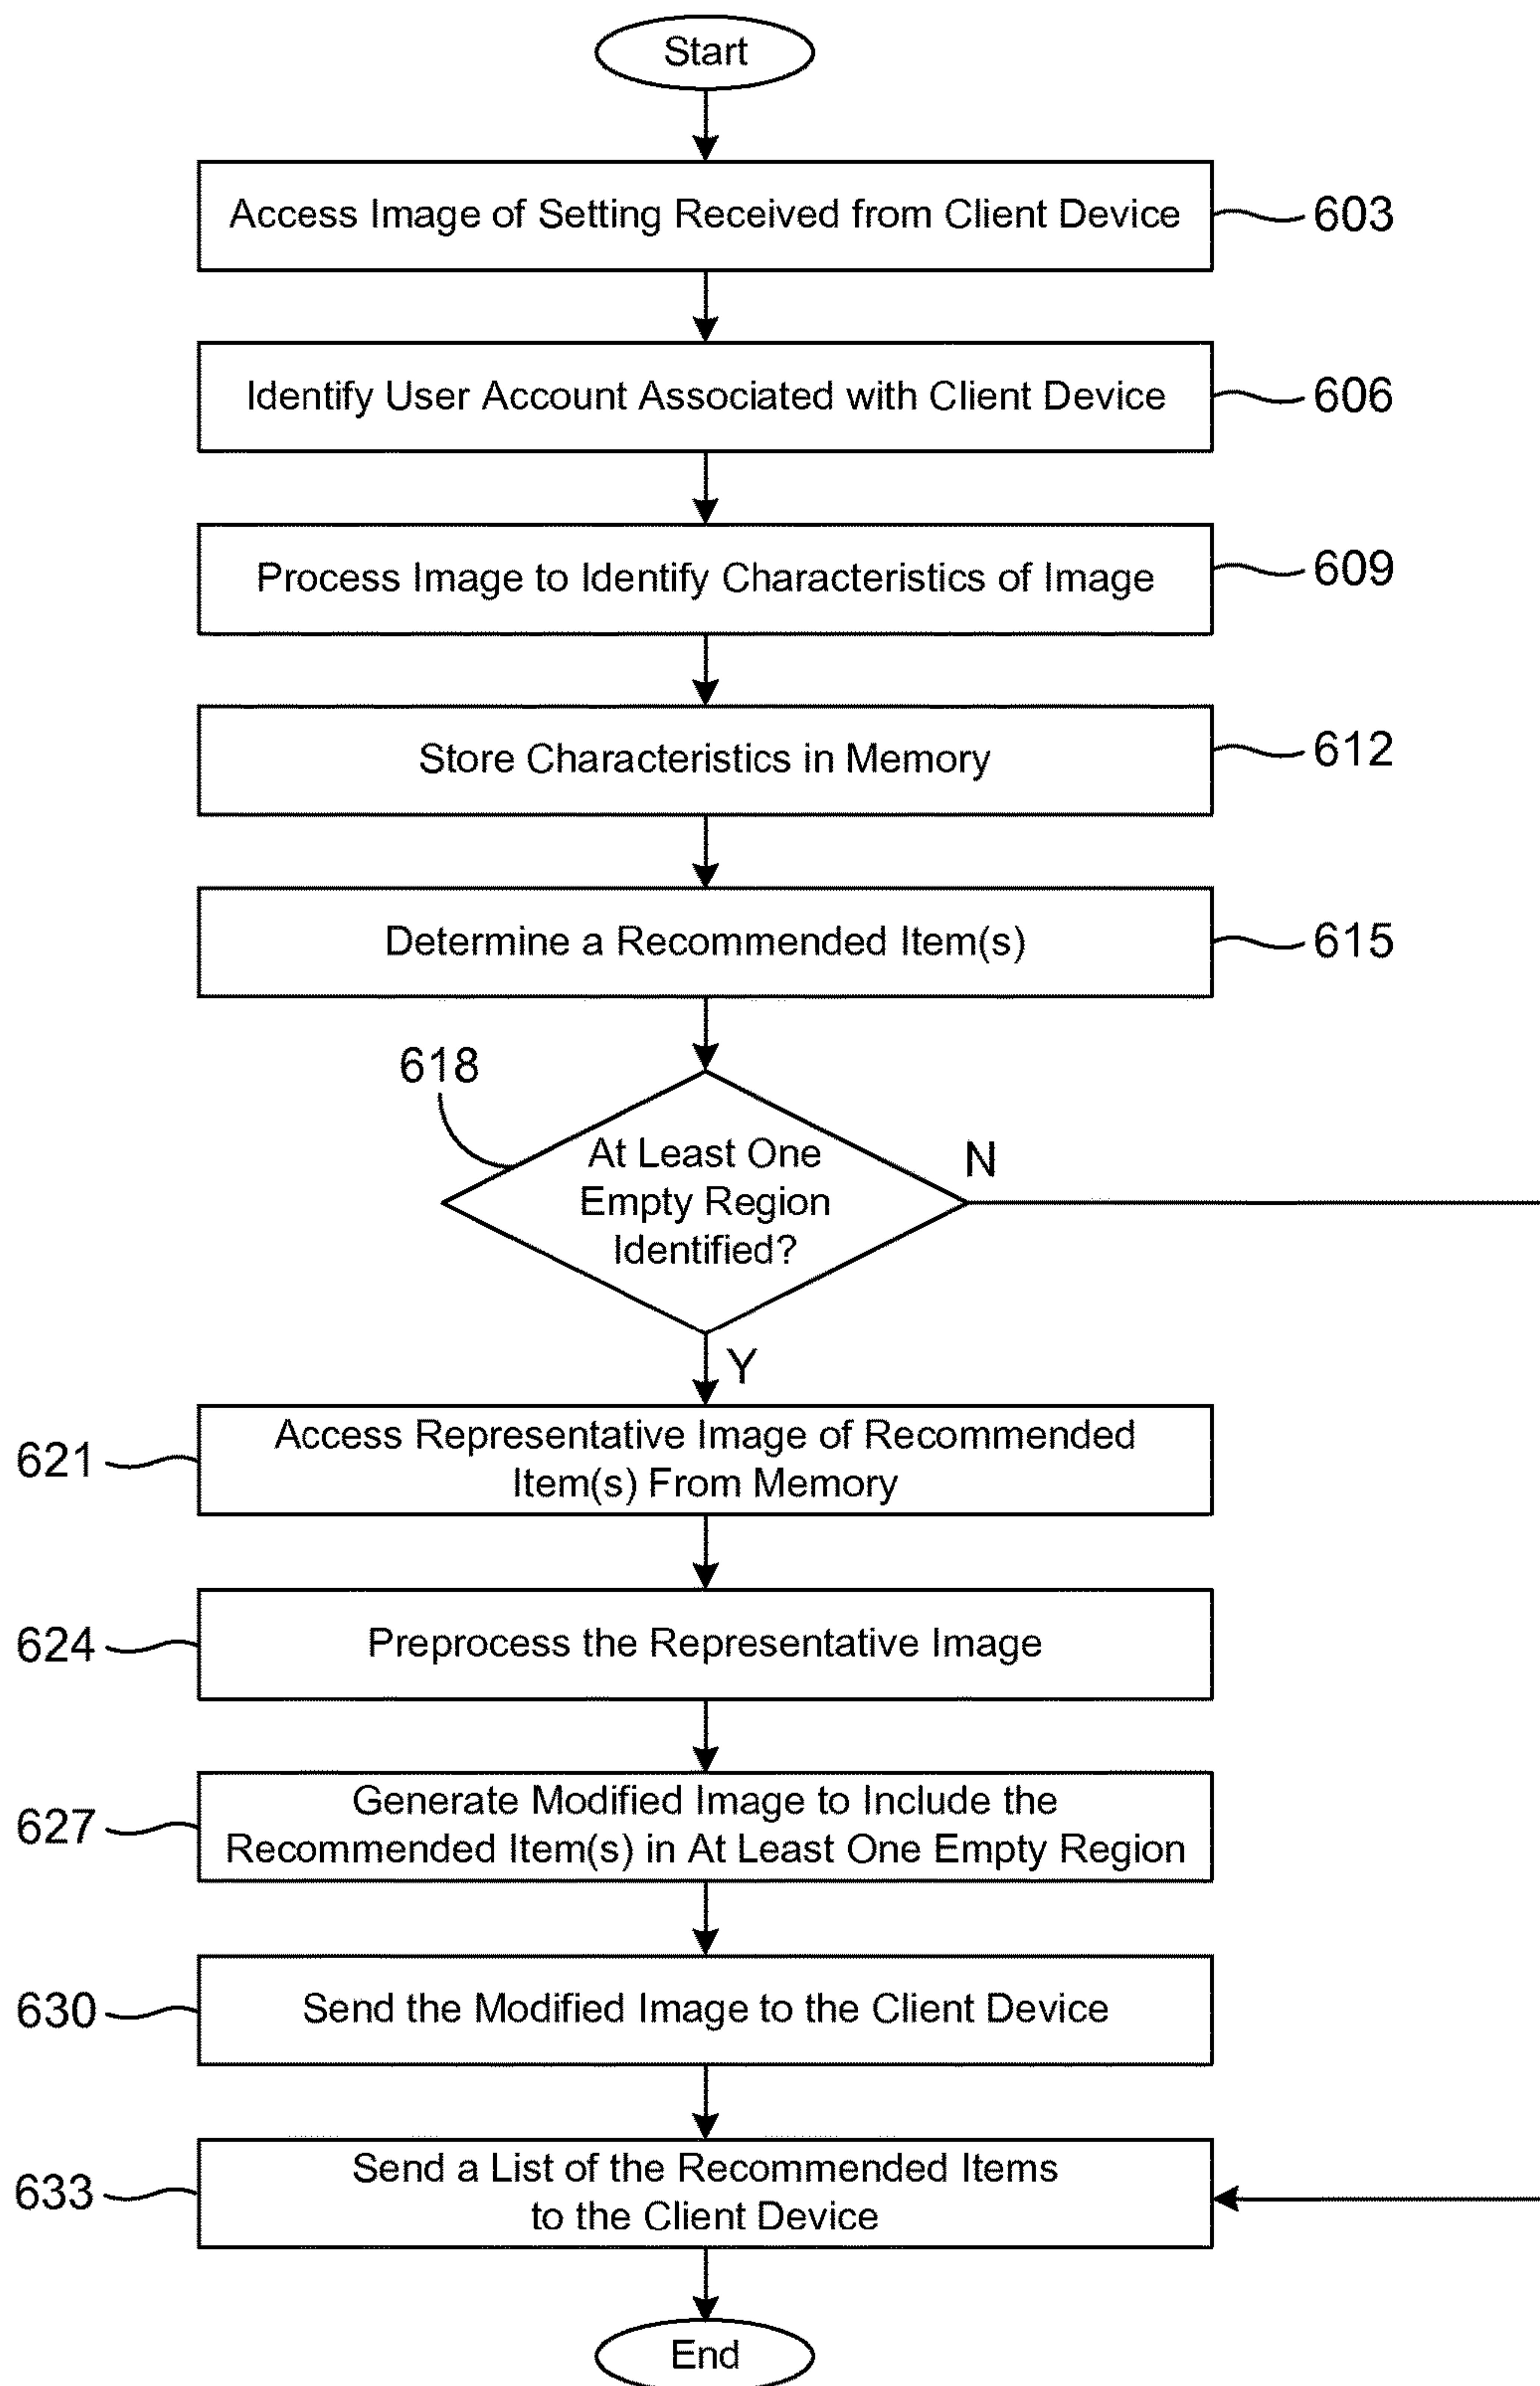 Start
Access Image of Setting Received from Client Device
603
Identify User Account Associated with Client Device
606
Process Image to Identify Characteristics of Image
609
Store Characteristics in Memory
612
Determine a Recommended Item(s)
615
618
At Least One
Empty Region
Identified?
N
Y
621
Access Representative Image of Recommended
Item(s) From Memory
624
Preprocess the Representative Image
627
Generate Modified Image to Include the
Recommended Item(s) in At Least One Empty Region
630
Send the Modified Image to the Client Device
633
Send a List of the Recommended Items
to the Client Device
End